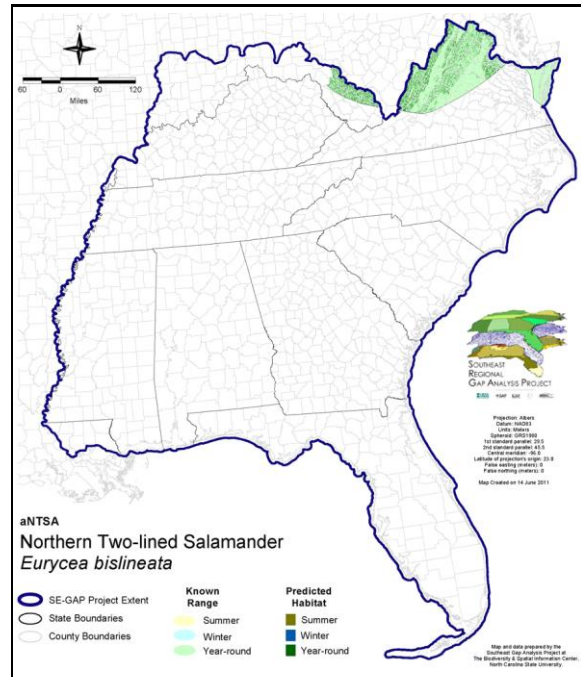 N
60 30 0 60 120
Miles
SOUTHEAST
REGIONAL
GAP ANALYSIS PROJECT
Projection: Albers
Datum: NAD83
Units: Meters
Spheroid: GRS1980
1st standard parallel: 29.5
2nd standard parallel: 45.5
Central meridian: -96.0
Latitude of projection's origin: 23.0
False easting (meters): 0
False northing (meters): 0
Map Created on 14 June 2011
aNTSA
Northern Two-lined Salamander
Eurycea bislineata
SE-GAP Project Extent
State Boundaries
County Boundaries
Known
Range
Summer
Winter
Year-round
Predicted
Habitat
Summer
Winter
Year-round
Map and data prepared by the
Southeast Gap Analysis Project at
The Biodiversity & Spatial Information Center,
North Carolina State University.